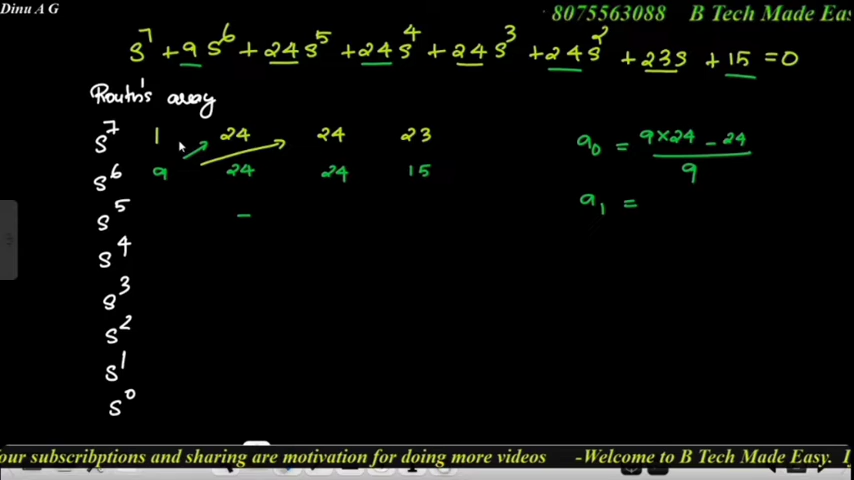 Dinu A G
8075563088 B Tech Made Eas
s⁷ + 9s⁶ + 24s⁵ + 24s⁴ + 24s³ + 24s² + 23s + 15 = 0
Routh's array
s⁷ 1 24 24 23
s⁶ 9 24 24 15
s⁵ –
s⁴
s³
s²
s¹
s⁰
a₀ = 9×24 – 24 / 9
a₁ =
our subscribptions and sharing are motivation for doing more videos -Welcome to B Tech Made Easy. I